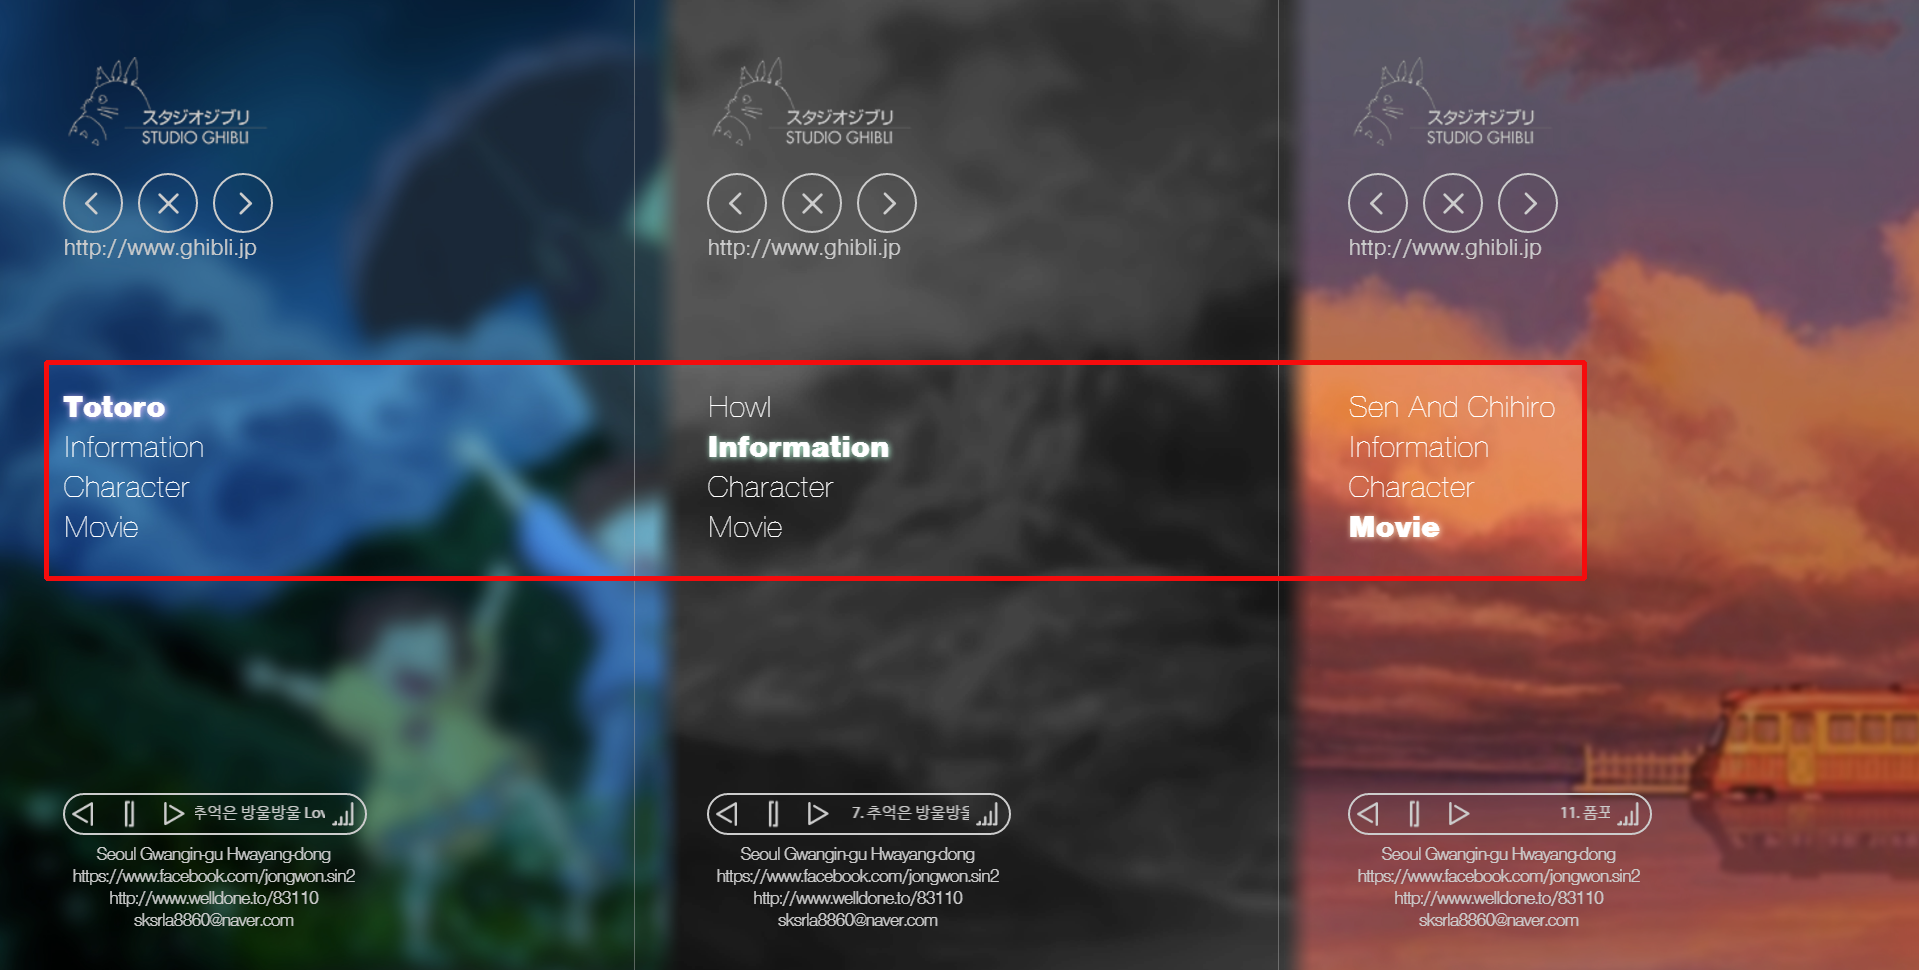 スタジオジブリ
STUDIO GHIBLI
http://www.ghibli.jp
Totoro
Information
Character
Movie
추억은 방울방울 Lov
Seoul Gwangin-gu Hwayang-dong
https://www.facebook.com/jongwon.sin2
http://www.welldone.to/83110
sksrla8860@naver.com
スタジオジブリ
STUDIO GHIBLI
http://www.ghibli.jp
Howl
Information
Character
Movie
7. 추억은 방울방울
Seoul Gwangin-gu Hwayang-dong
https://www.facebook.com/jongwon.sin2
http://www.welldone.to/83110
sksrla8860@naver.com
スタジオジブリ
STUDIO GHIBLI
http://www.ghibli.jp
Sen And Chihiro
Information
Character
Movie
11. 폼포
Seoul Gwangin-gu Hwayang-dong
https://www.facebook.com/jongwon.sin2
http://www.welldone.to/83110
sksrla8860@naver.com